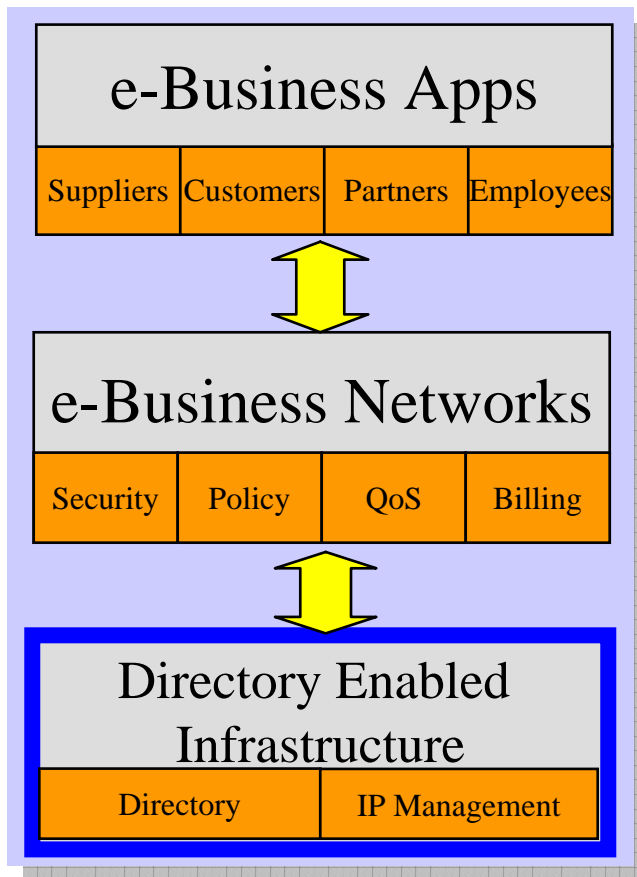 e-Business Apps
Suppliers Customers Partners Employees
e-Business Networks
Security Policy QoS Billing
Directory Enabled
Infrastructure
Directory IP Management